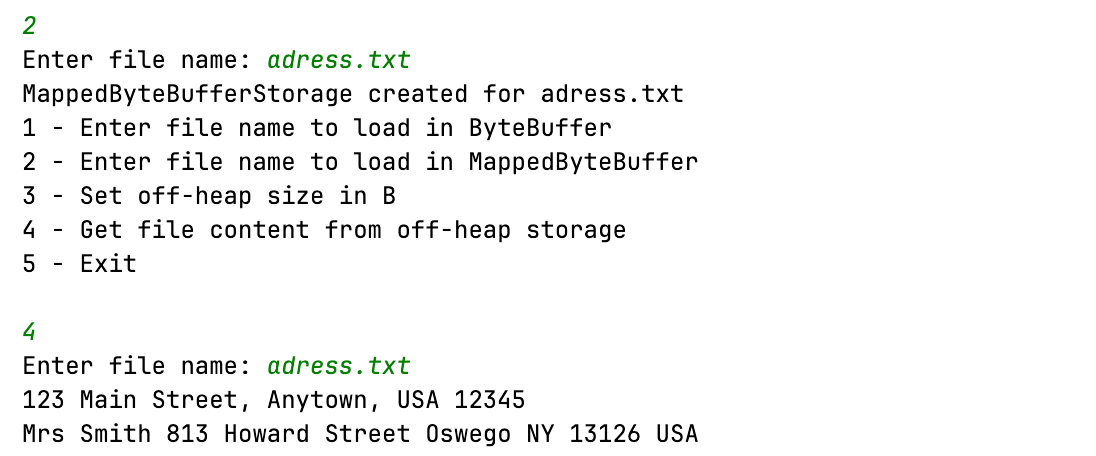 2
Enter file name: adress.txt
MappedByteBufferStorage created for adress.txt
1 - Enter file name to load in ByteBuffer
2 - Enter file name to load in MappedByteBuffer
3 - Set off-heap size in B
4 - Get file content from off-heap storage
5 - Exit
4
Enter file name: adress.txt
123 Main Street, Anytown, USA 12345
Mrs Smith 813 Howard Street Oswego NY 13126 USA